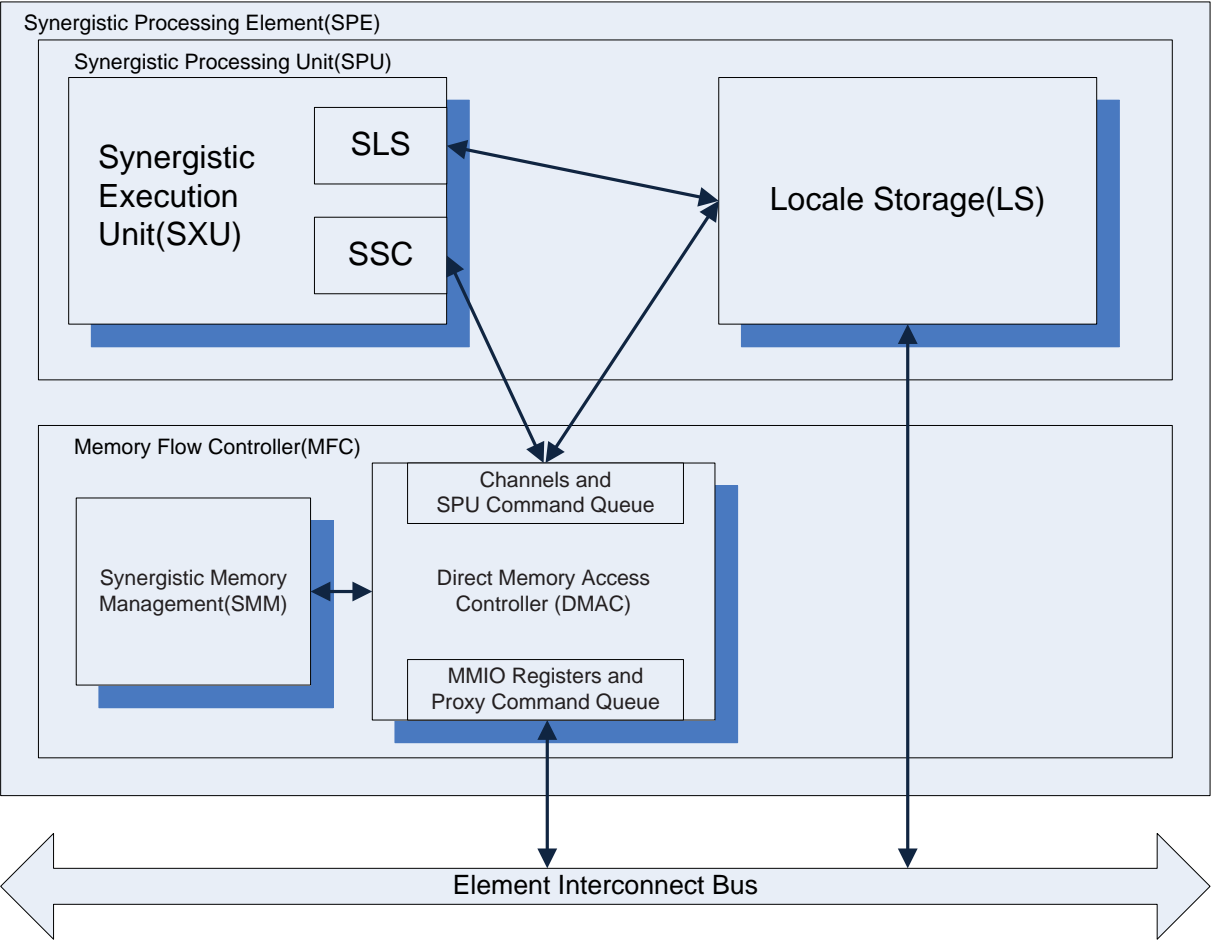 Synergistic Processing Element(SPE)
Synergistic Processing Unit(SPU)
Synergistic
Execution
Unit(SXU)
SLS
SSC
Locale Storage(LS)
Memory Flow Controller(MFC)
Channels and
SPU Command Queue
Synergistic Memory
Management(SMM)
Direct Memory Access
Controller (DMAC)
MMIO Registers and
Proxy Command Queue
Element Interconnect Bus